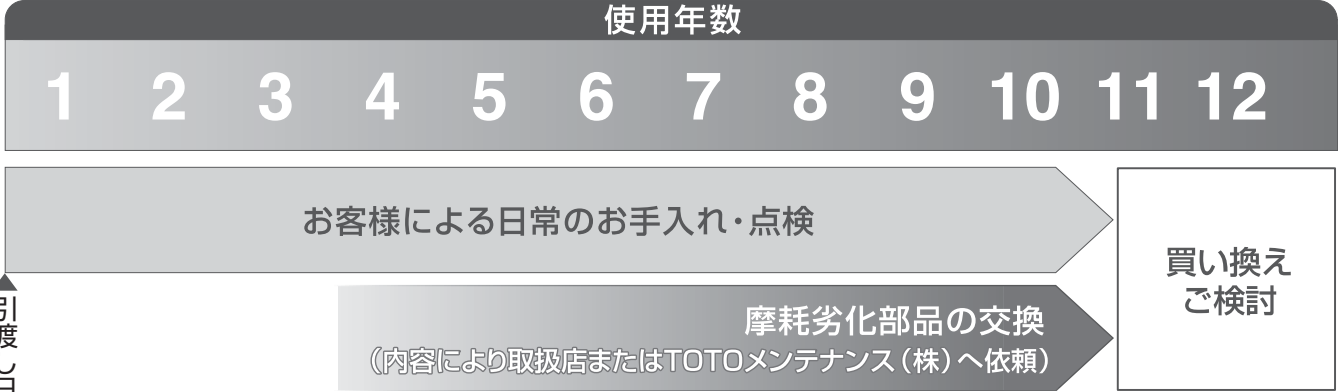 使用年数
1 2 3 4 5 6 7 8 9 10 11 12
お客様による日常のお手入れ・点検
買い換え
ご検討
摩耗劣化部品の交換
（内容により取扱店またはTOTOメンテナンス（株）へ依頼）
引渡し日